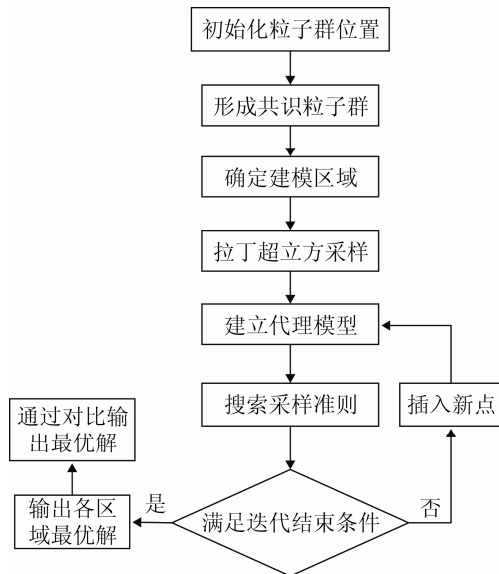 初始化粒子群位置
形成共识粒子群
确定建模区域
拉丁超立方采样
建立代理模型
搜索采样准则
插入新点
通过对比输
出最优解
输出各区
域最优解
是
满足迭代结束条件
否